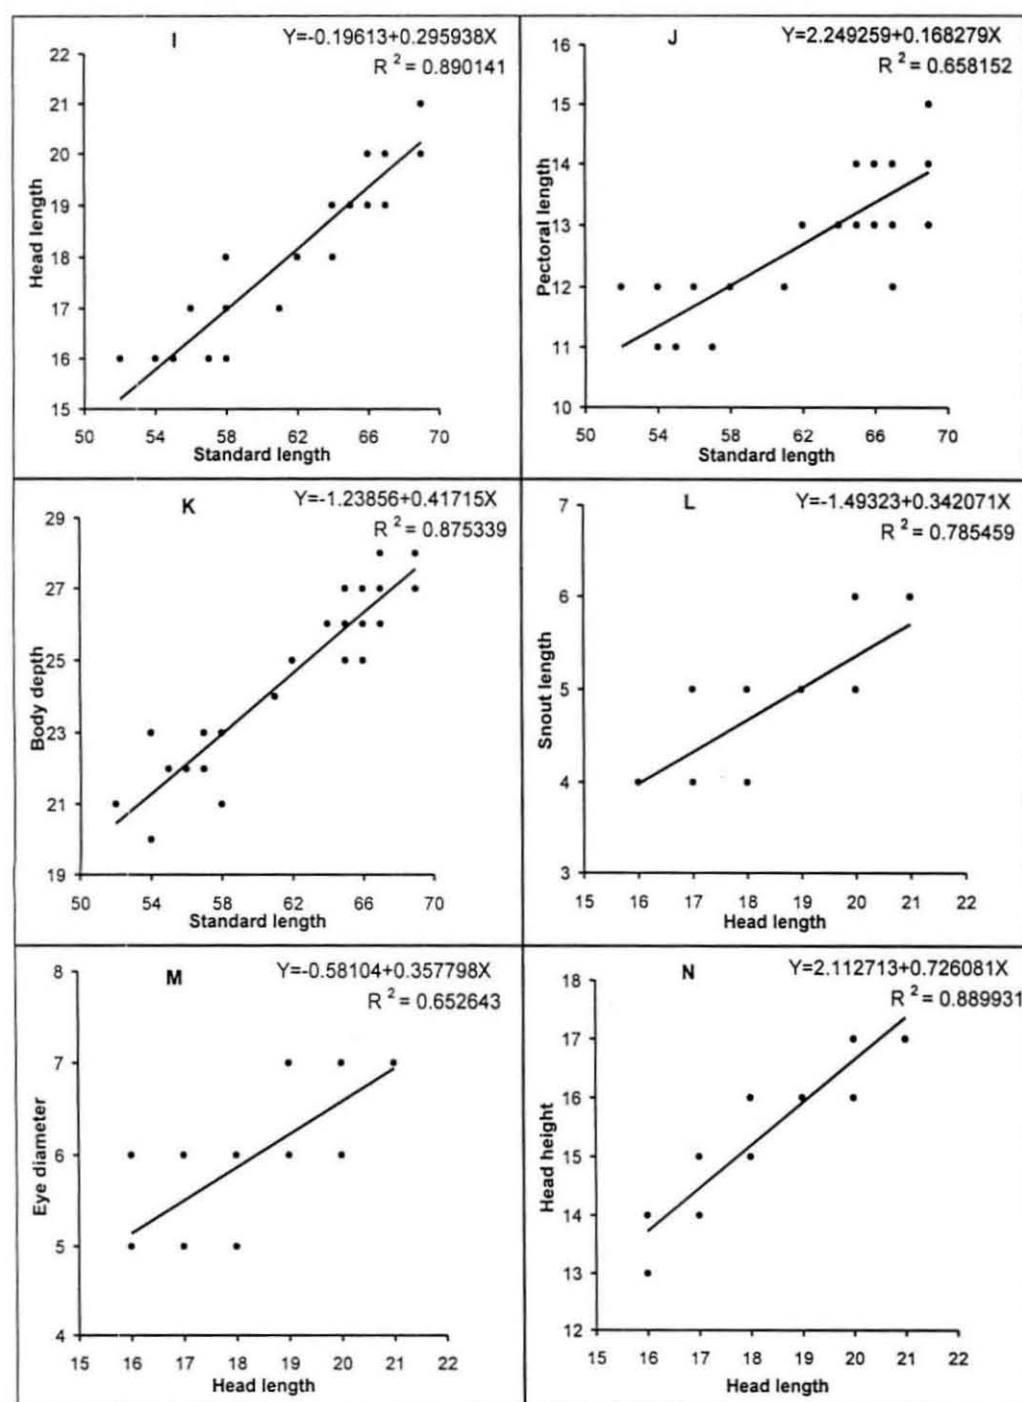 I
Y=-0.19613+0.295938X
R 2 = 0.890141
22
21
20
19
18
17
16
15
Head length
50 54 58 62 66 70
Standard length
J
Y=2.249259+0.168279X
R 2 = 0.658152
16
15
14
13
12
11
10
Pectoral length
50 54 58 62 66 70
Standard length
K
Y=-1.23856+0.41715X
R 2 = 0.875339
29
27
25
23
21
19
Body depth
50 54 58 62 66 70
Standard length
L
Y=-1.49323+0.342071X
R 2 = 0.785459
7
6
5
4
3
Snout length
15 16 17 18 19 20 21 22
Head length
M
Y=-0.58104+0.357798X
R 2 = 0.652643
8
7
6
5
4
Eye diameter
15 16 17 18 19 20 21 22
Head length
N
Y=2.112713+0.726081X
R 2 = 0.889931
18
17
16
15
14
13
12
Head height
15 16 17 18 19 20 21 22
Head length